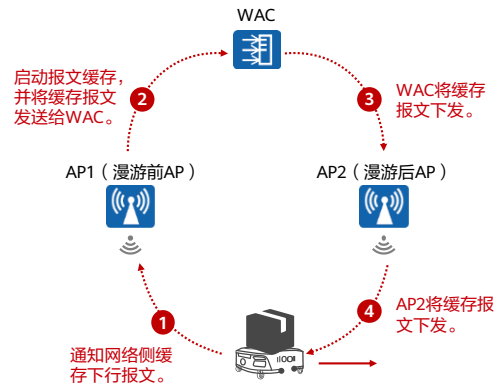 WAC
启动报文缓存，
并将缓存报文
发送给WAC。
2
3
WAC将缓存
报文下发。
AP1（漫游前AP）
AP2（漫游后AP）
1
4
AP2将缓存报
文下发。
通知网络侧缓
存下行报文。